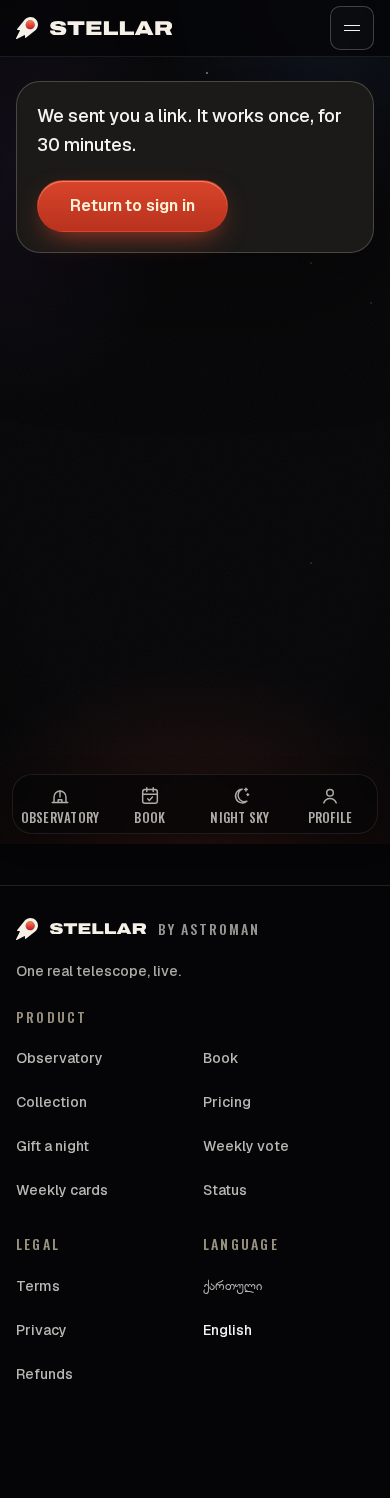 STELLAR
We sent you a link. It works once, for
30 minutes.
Return to sign in
OBSERVATORY BOOK NIGHT SKY PROFILE
STELLAR BY ASTROMAN
One real telescope, live.
PRODUCT
Observatory Book
Collection Pricing
Gift a night Weekly vote
Weekly cards Status
LEGAL LANGUAGE
Terms ქართული
Privacy English
Refunds